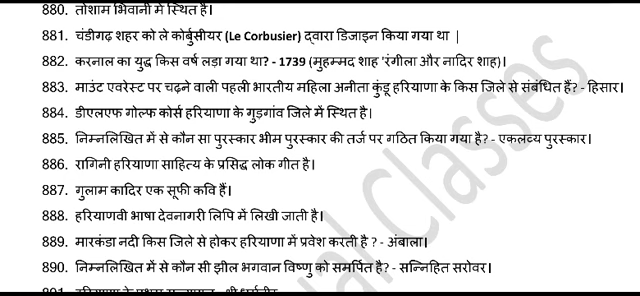 880. तोशाम भिवानी में स्थित है।
881. चंडीगढ़ शहर को ले कोर्बुसीयर (Le Corbusier) द्वारा डिजाइन किया गया था |
882. करनाल का युद्ध किस वर्ष लड़ा गया था? - 1739 (मुहम्मद शाह 'रंगीला और नादिर शाह)।
883. माउंट एवरेस्ट पर चढ़ने वाली पहली भारतीय महिला अनीता कुंडू हरियाणा के किस जिले से संबंधित हैं? - हिसार।
884. डीएलएफ गोल्फ कोर्स हरियाणा के गुड़गांव जिले में स्थित है।
885. निम्नलिखित में से कौन सा पुरस्कार भीम पुरस्कार की तर्ज पर गठित किया गया है? - एकलव्य पुरस्कार।
886. रागिनी हरियाणा साहित्य के प्रसिद्ध लोक गीत है।
887. गुलाम कादिर एक सूफी कवि हैं।
888. हरियाणवी भाषा देवनागरी लिपि में लिखी जाती है।
889. मारकंडा नदी किस जिले से होकर हरियाणा में प्रवेश करती है ? - अंबाला।
890. निम्नलिखित में से कौन सी झील भगवान विष्णु को समर्पित है? - सन्निहित सरोवर।
Classes